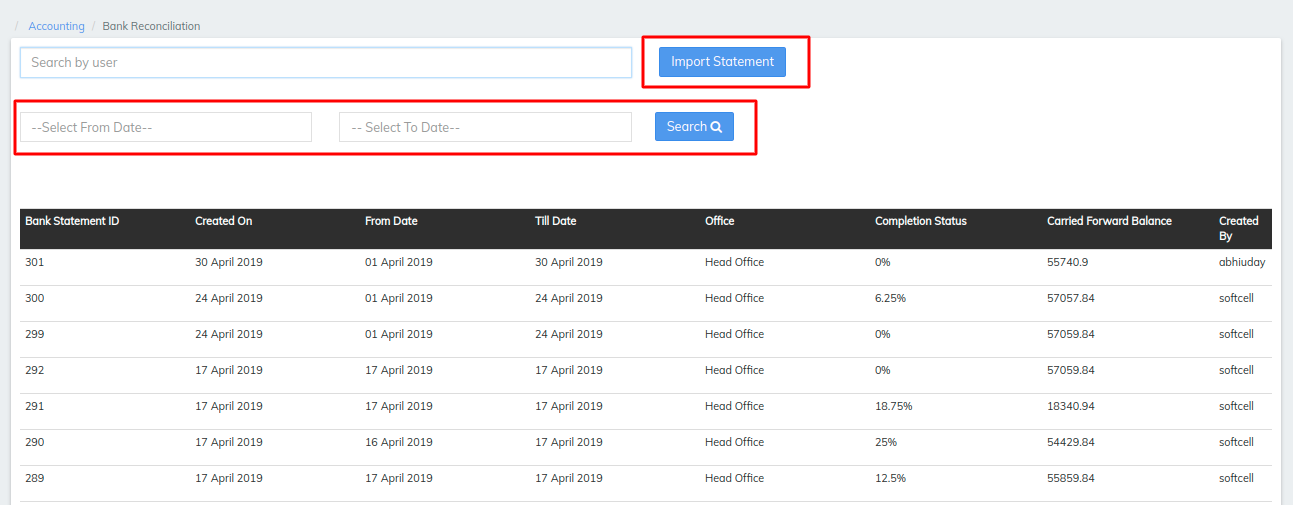 / Accounting / Bank Reconciliation
Search by user Import Statement
--Select From Date-- -- Select To Date-- Search
Bank Statement ID Created On From Date Till Date Office Completion Status Carried Forward Balance Created By
301 30 April 2019 01 April 2019 30 April 2019 Head Office 0% 55740.9 abhiuday
300 24 April 2019 01 April 2019 24 April 2019 Head Office 6.25% 57057.84 softcell
299 24 April 2019 01 April 2019 24 April 2019 Head Office 0% 57059.84 softcell
292 17 April 2019 17 April 2019 17 April 2019 Head Office 0% 57059.84 softcell
291 17 April 2019 17 April 2019 17 April 2019 Head Office 18.75% 18340.94 softcell
290 17 April 2019 16 April 2019 17 April 2019 Head Office 25% 54429.84 softcell
289 17 April 2019 17 April 2019 17 April 2019 Head Office 12.5% 55859.84 softcell